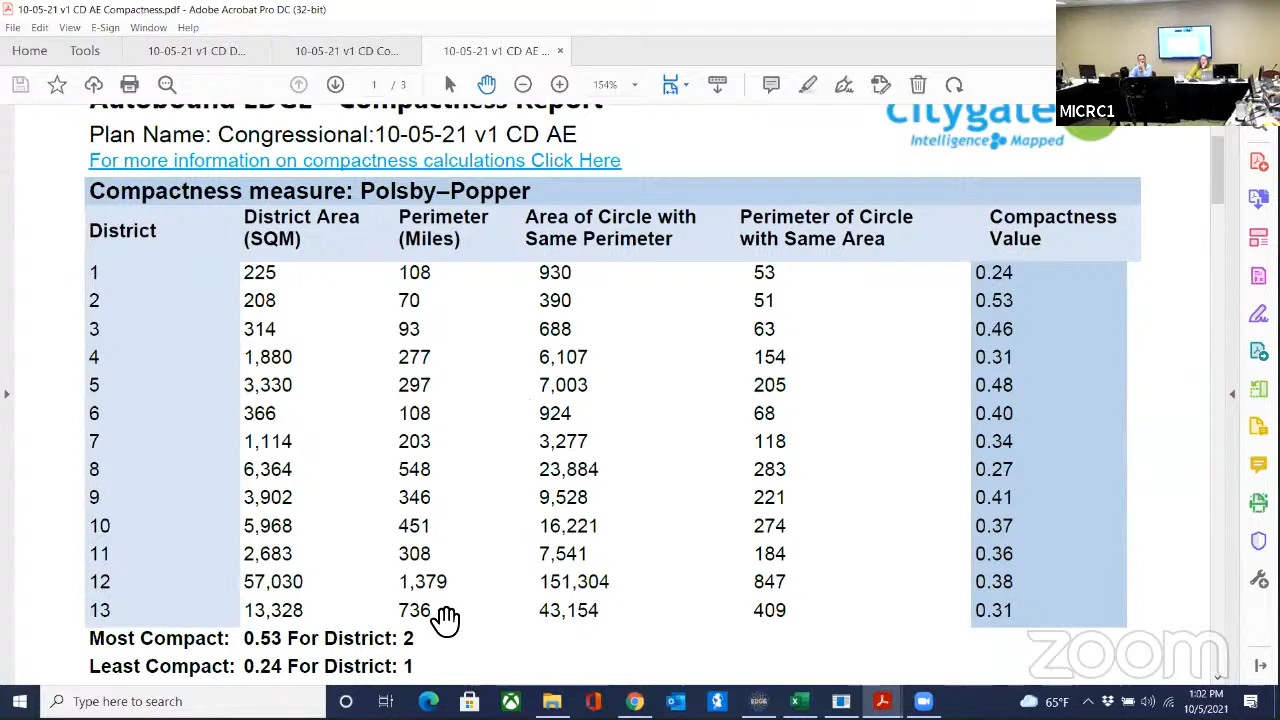 10-05-21 v1 CD AE Compactness.pdf - Adobe Acrobat Pro DC (32-bit)
File Edit View E-Sign Window Help
Home Tools 10-05-21 v1 CD D... 10-05-21 v1 CD Co... 10-05-21 v1 CD AE ... ×
1 / 3 154%
MICRC1
Autobound EDGE - Compactness Report
citygate
Intelligence Mapped
Plan Name: Congressional:10-05-21 v1 CD AE
For more information on compactness calculations Click Here
Compactness measure: Polsby–Popper
District District Area (SQM) Perimeter (Miles) Area of Circle with Same Perimeter Perimeter of Circle with Same Area Compactness Value
1 225 108 930 53 0.24
2 208 70 390 51 0.53
3 314 93 688 63 0.46
4 1,880 277 6,107 154 0.31
5 3,330 297 7,003 205 0.48
6 366 108 924 68 0.40
7 1,114 203 3,277 118 0.34
8 6,364 548 23,884 283 0.27
9 3,902 346 9,528 221 0.41
10 5,968 451 16,221 274 0.37
11 2,683 308 7,541 184 0.36
12 57,030 1,379 151,304 847 0.38
13 13,328 736 43,154 409 0.31
Most Compact: 0.53 For District: 2
Least Compact: 0.24 For District: 1
zoom
Type here to search
65°F
1:02 PM
10/5/2021